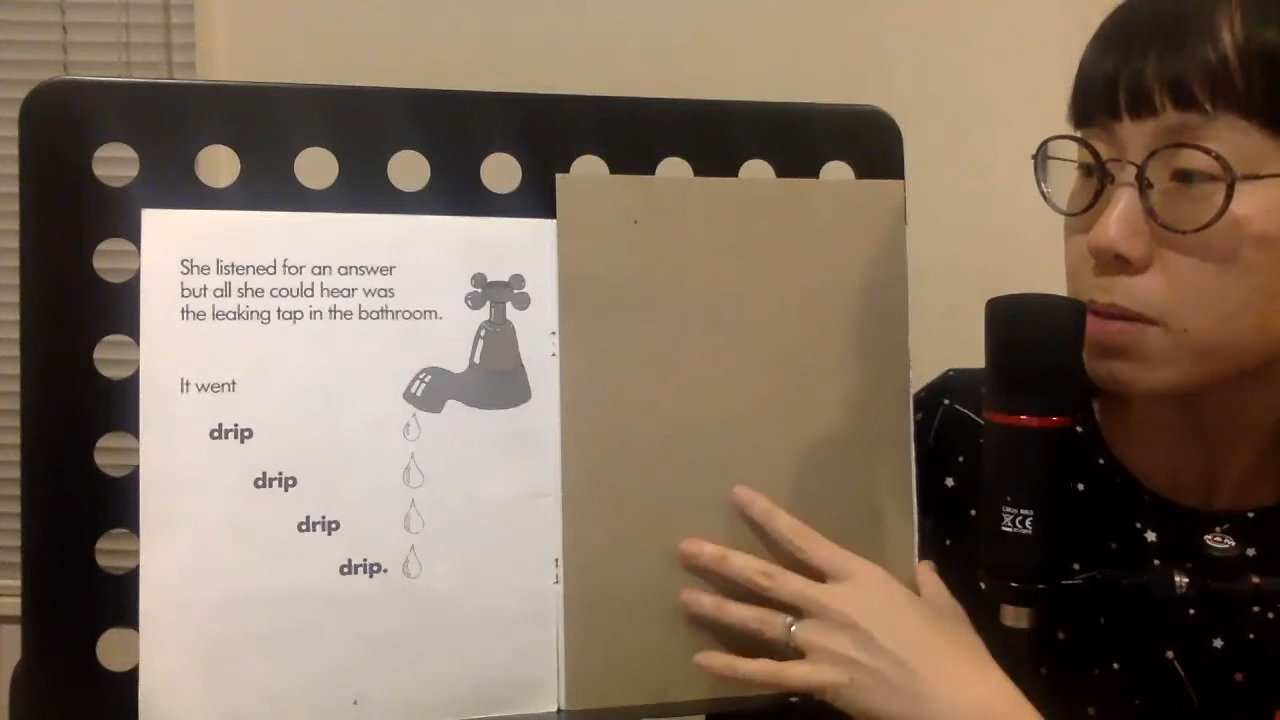 She listened for an answer
but all she could hear was
the leaking tap in the bathroom.
It went
drip
drip
drip
drip.
4